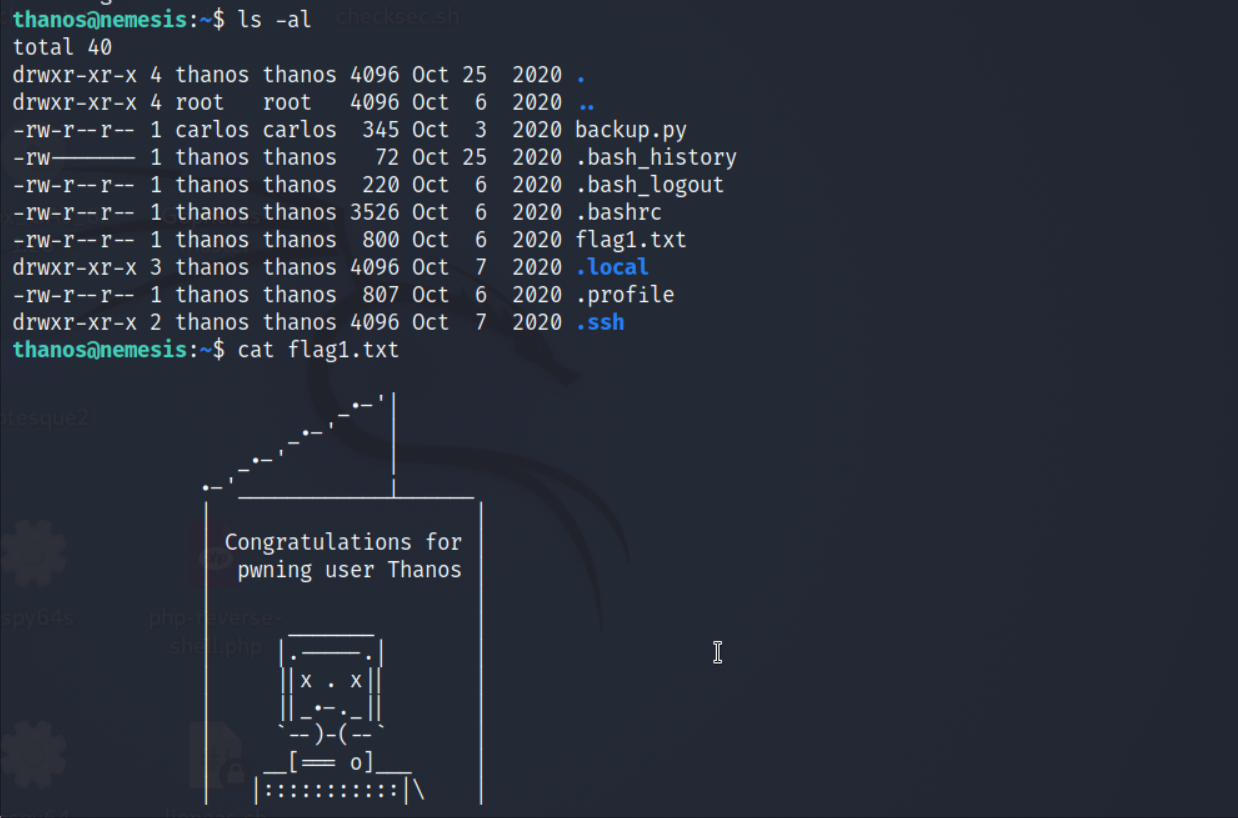 thanos@nemesis:~$ ls -al
total 40
drwxr-xr-x 4 thanos thanos 4096 Oct 25  2020 .
drwxr-xr-x 4 root   root   4096 Oct  6  2020 ..
-rw-r--r-- 1 carlos carlos  345 Oct  3  2020 backup.py
-rw------- 1 thanos thanos   72 Oct 25  2020 .bash_history
-rw-r--r-- 1 thanos thanos  220 Oct  6  2020 .bash_logout
-rw-r--r-- 1 thanos thanos 3526 Oct  6  2020 .bashrc
-rw-r--r-- 1 thanos thanos  800 Oct  6  2020 flag1.txt
drwxr-xr-x 3 thanos thanos 4096 Oct  7  2020 .local
-rw-r--r-- 1 thanos thanos  807 Oct  6  2020 .profile
drwxr-xr-x 2 thanos thanos 4096 Oct  7  2020 .ssh
thanos@nemesis:~$ cat flag1.txt
Congratulations for
pwning user Thanos
|.-----.|
||x . x||
||_.-._||
`--)-(--`
__[=== o]___
|:::::::::::|\
checksec.sh
php-reverse-
shell.php